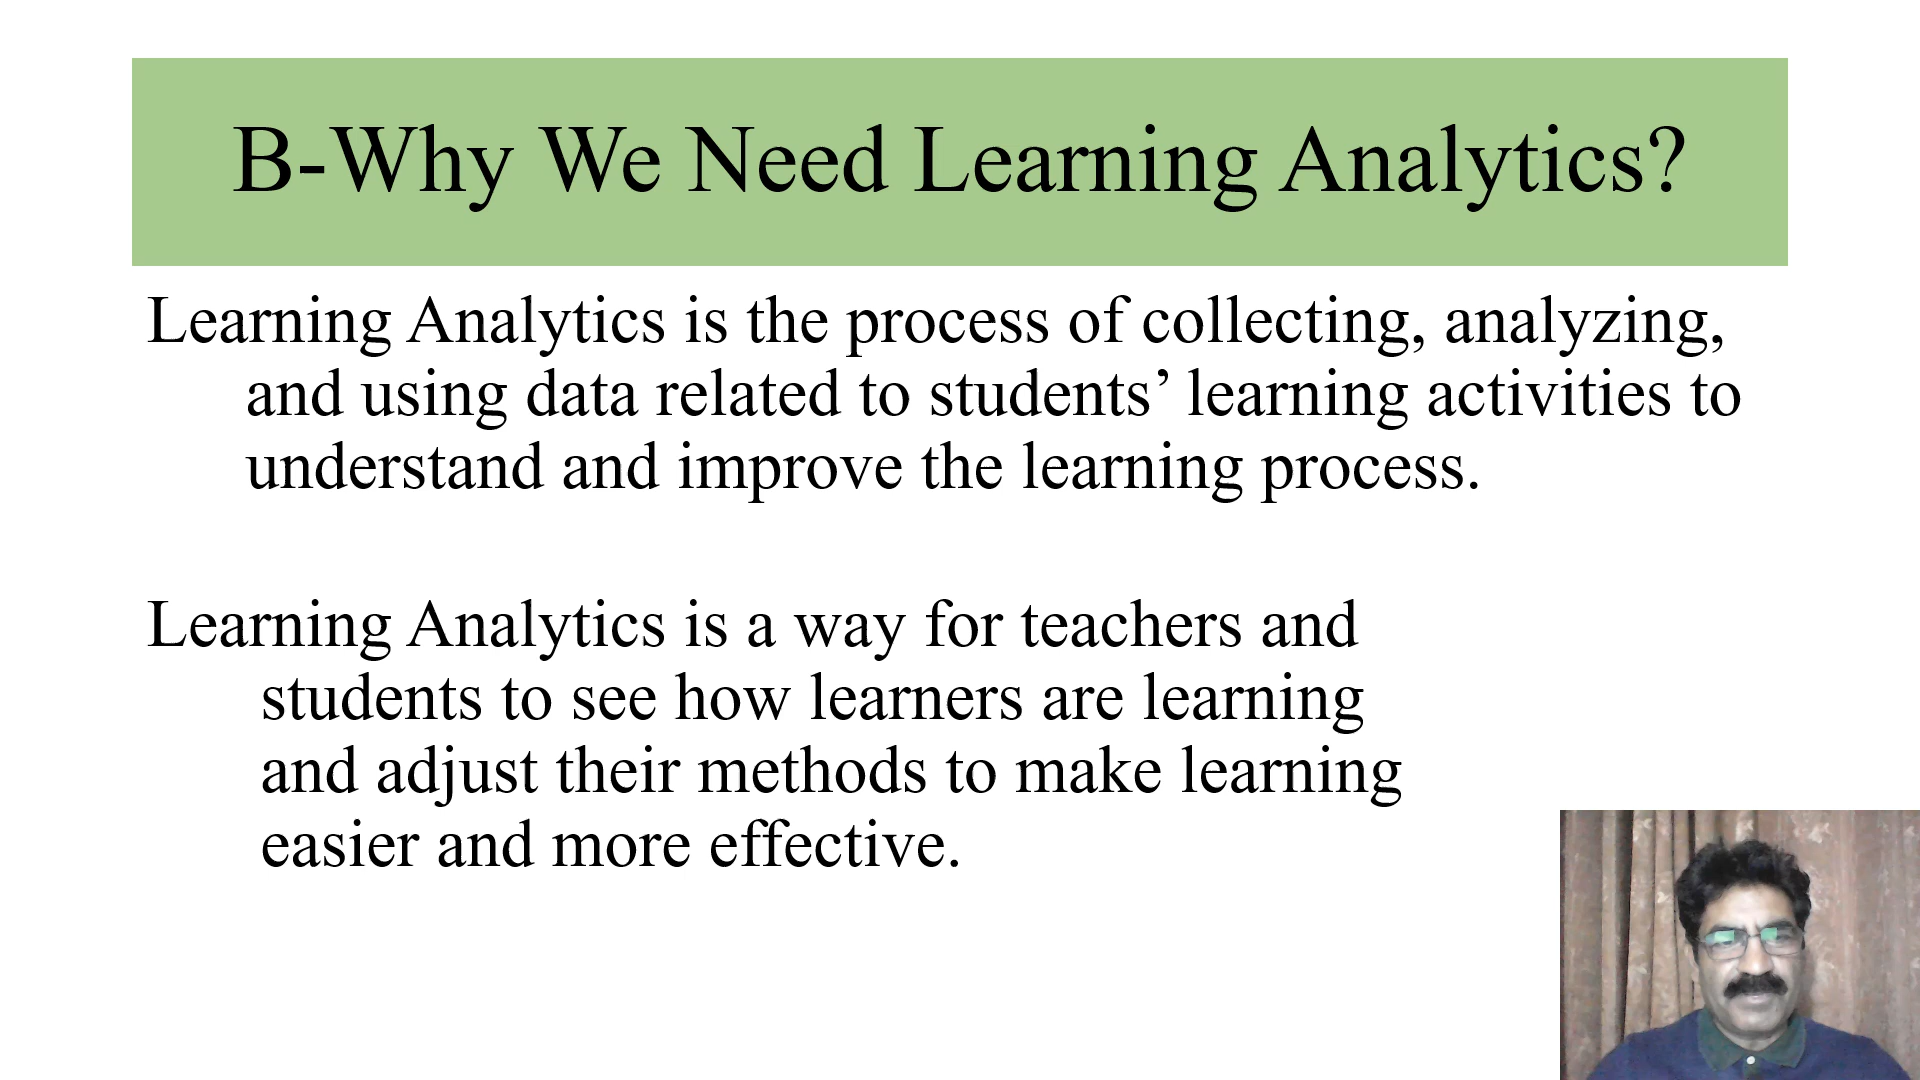 B-Why We Need Learning Analytics?
Learning Analytics is the process of collecting, analyzing,
and using data related to students’ learning activities to
understand and improve the learning process.
Learning Analytics is a way for teachers and
students to see how learners are learning
and adjust their methods to make learning
easier and more effective.